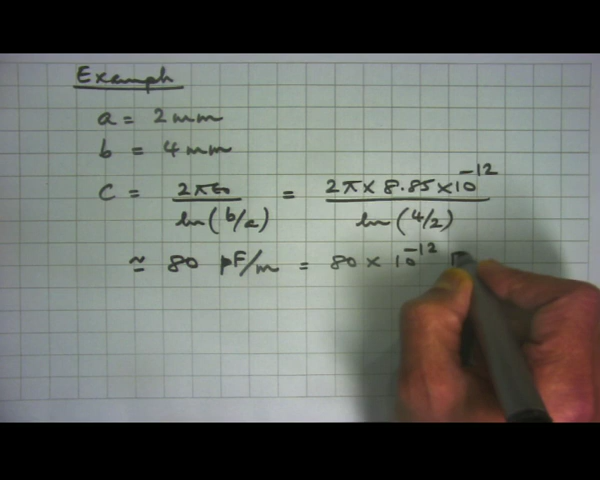 Example
a = 2 mm
b = 4 mm
C = 2πε₀ / ln(b/a) = 2π × 8.85 × 10⁻¹² / ln(4/2)
≃ 80 pF/m = 80 × 10⁻¹² F